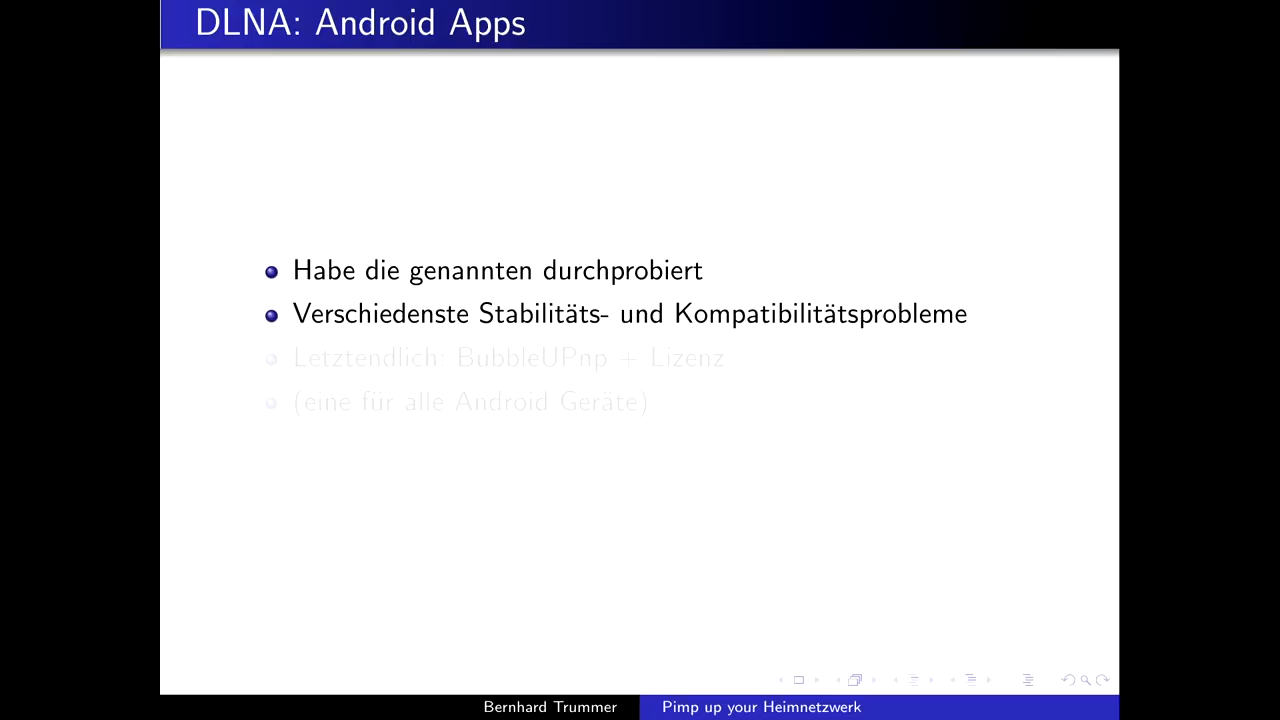 DLNA: Android Apps
Habe die genannten durchprobiert
Verschiedenste Stabilitäts- und Kompatibilitätsprobleme
Letztendlich: BubbleUPnp + Lizenz
(eine für alle Android Geräte)
Bernhard Trummer
Pimp up your Heimnetzwerk